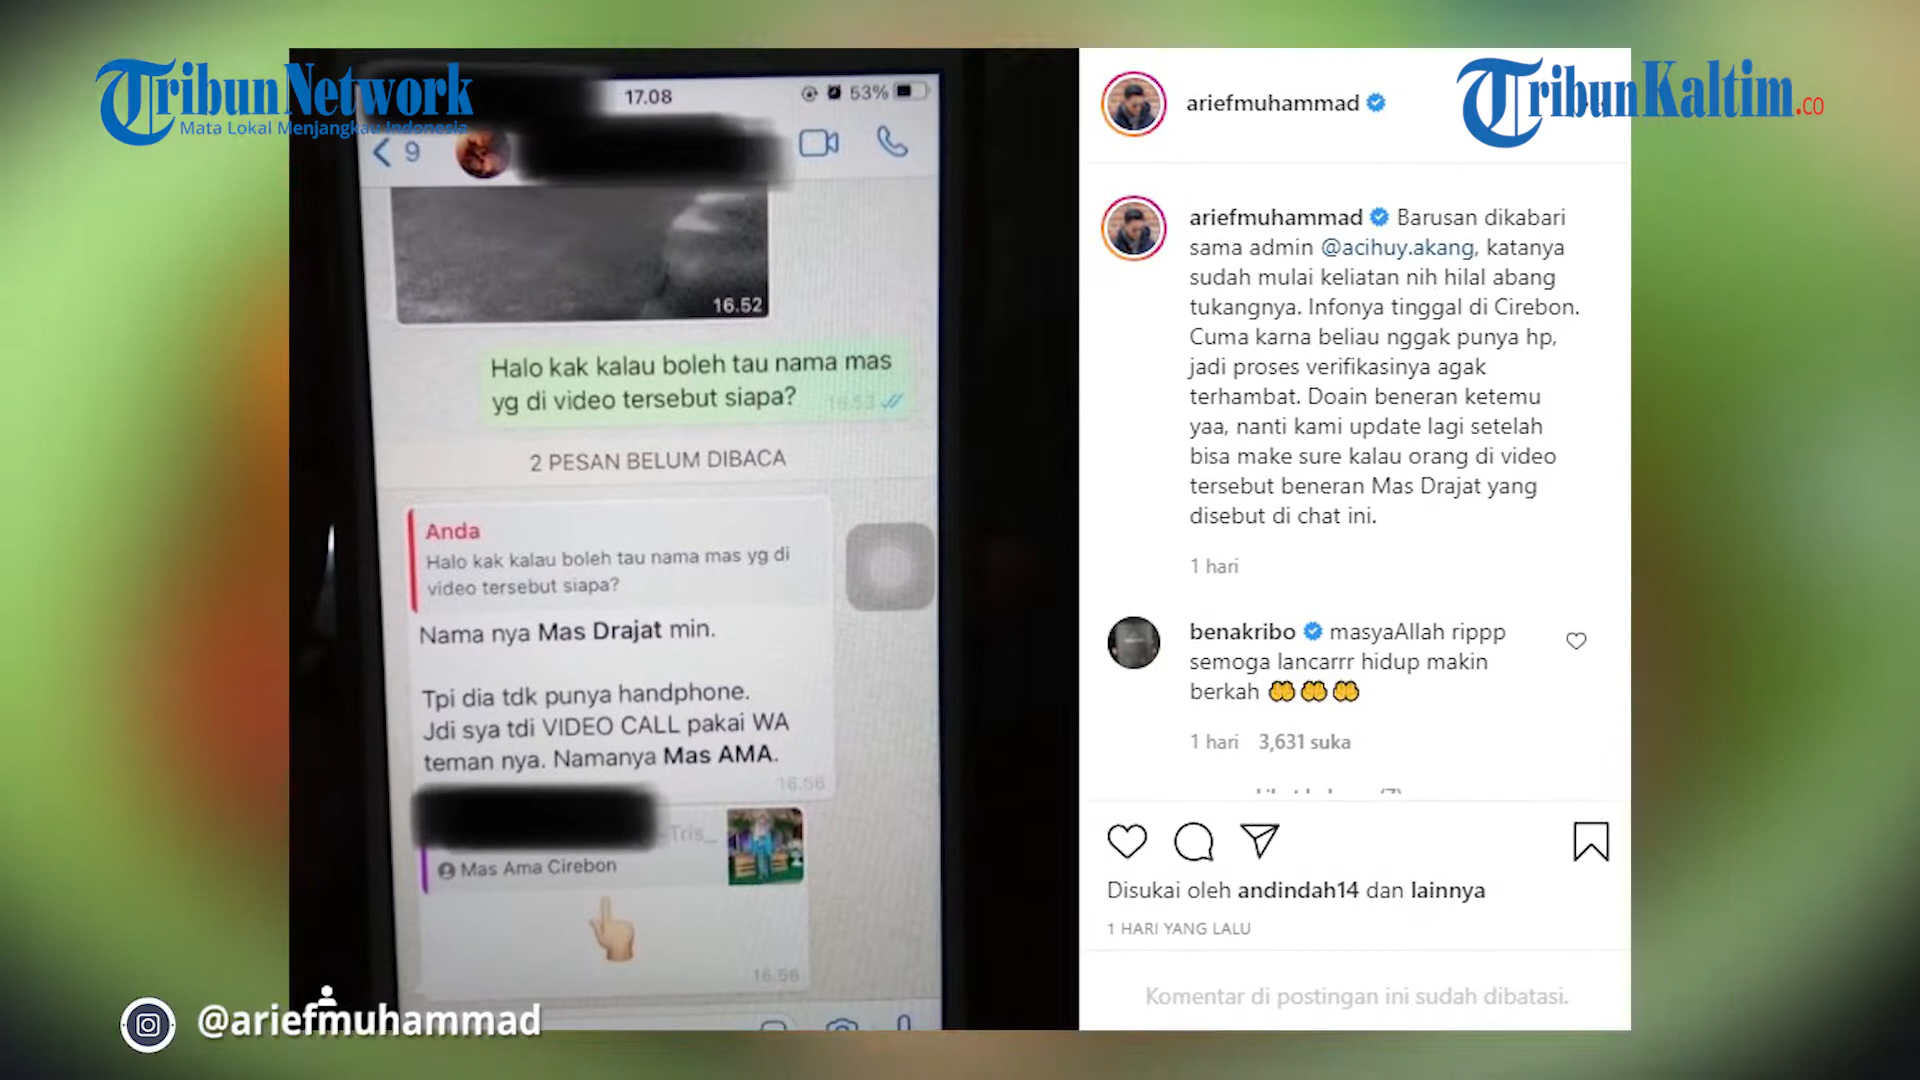 TribunNetwork
Mata Lokal Menjangkau Indonesia
17.08
53%
9
16.52
Halo kak kalau boleh tau nama mas
yg di video tersebut siapa?
16.53
2 PESAN BELUM DIBACA
Anda
Halo kak kalau boleh tau nama mas yg di
video tersebut siapa?
Nama nya Mas Drajat min.
Tpi dia tdk punya handphone.
Jdi sya tdi VIDEO CALL pakai WA
teman nya. Namanya Mas AMA.
16.56
Tris_
Mas Ama Cirebon
16.56
@ariefmuhammad
TribunKaltim.co
ariefmuhammad
ariefmuhammad Barusan dikabari
sama admin @acihuy.akang, katanya
sudah mulai keliatan nih hilal abang
tukangnya. Infonya tinggal di Cirebon.
Cuma karna beliau nggak punya hp,
jadi proses verifikasinya agak
terhambat. Doain beneran ketemu
yaa, nanti kami update lagi setelah
bisa make sure kalau orang di video
tersebut beneran Mas Drajat yang
disebut di chat ini.
1 hari
benakribo masyaAllah rippp
semoga lancarrr hidup makin
berkah 🤲🤲🤲
1 hari 3,631 suka
Disukai oleh andindah14 dan lainnya
1 HARI YANG LALU
Komentar di postingan ini sudah dibatasi.